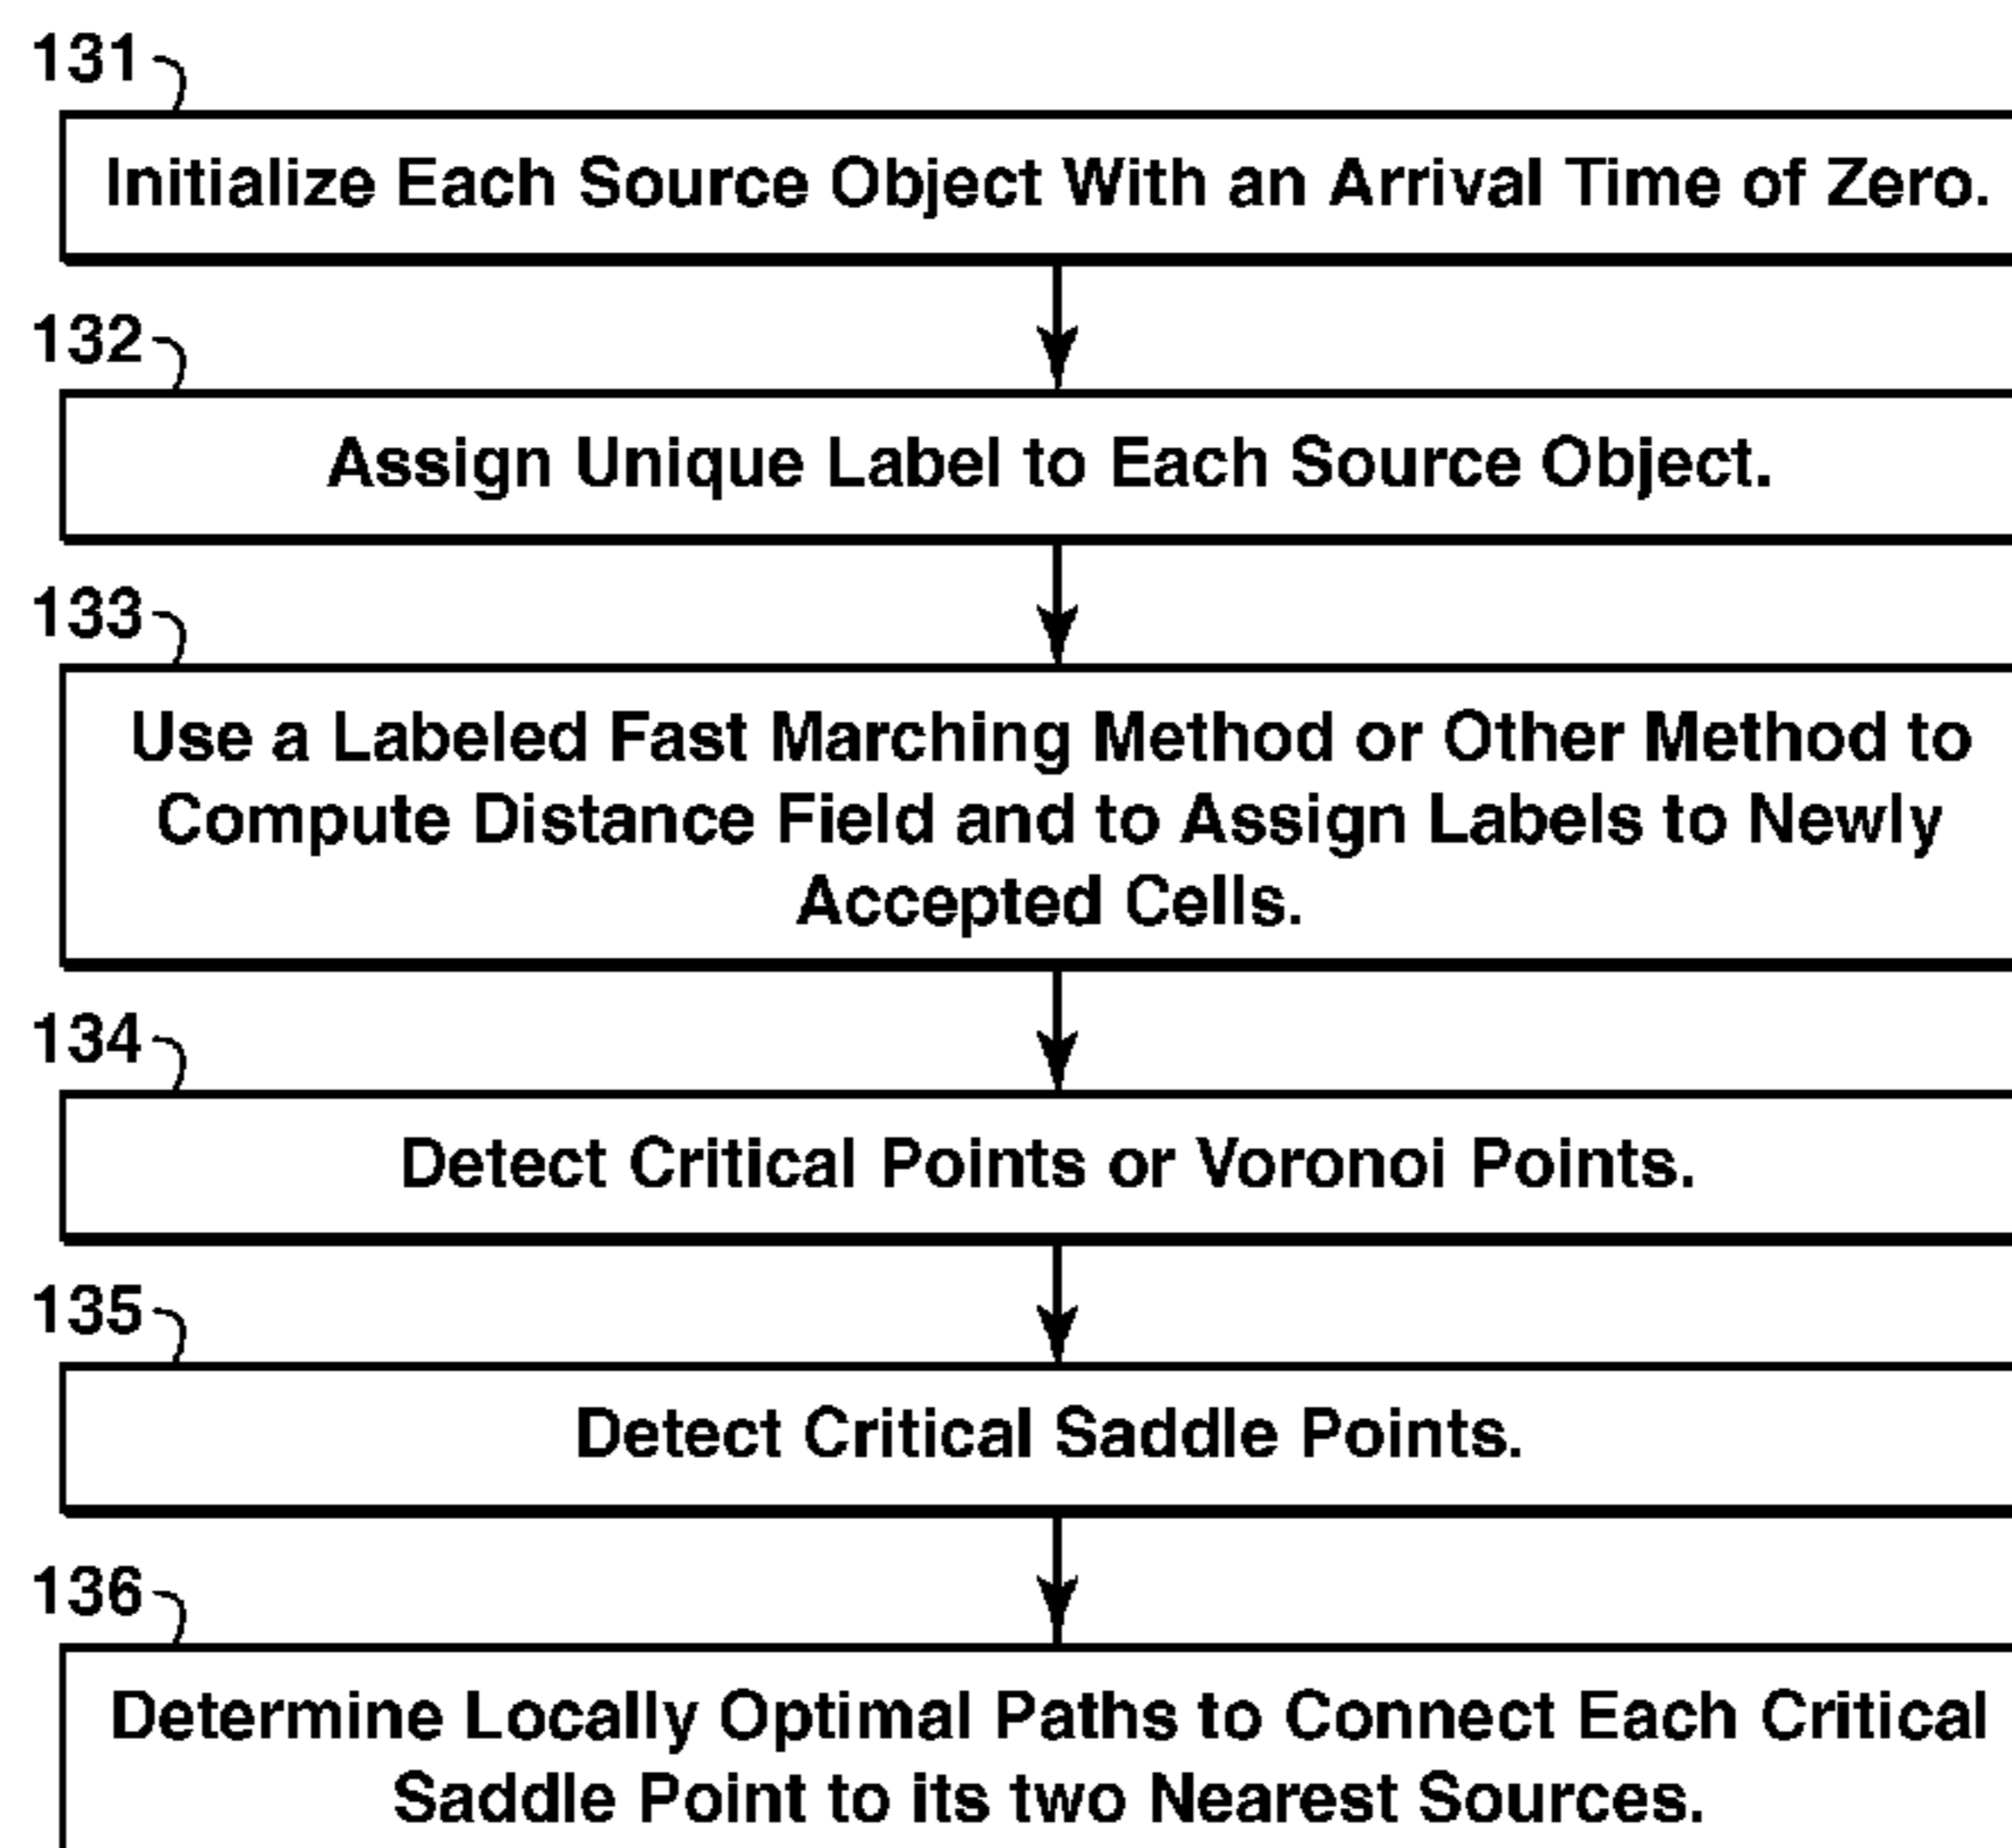 131
Initialize Each Source Object With an Arrival Time of Zero.
132
Assign Unique Label to Each Source Object.
133
Use a Labeled Fast Marching Method or Other Method to
Compute Distance Field and to Assign Labels to Newly
Accepted Cells.
134
Detect Critical Points or Voronoi Points.
135
Detect Critical Saddle Points.
136
Determine Locally Optimal Paths to Connect Each Critical
Saddle Point to its two Nearest Sources.